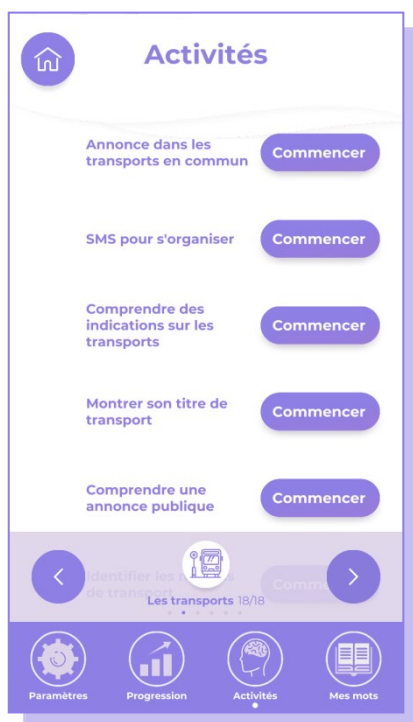 Activités
Annonce dans les
transports en commun
Commencer
SMS pour s'organiser
Commencer
Comprendre des
indications sur les
transports
Commencer
Montrer son titre de
transport
Commencer
Comprendre une
annonce publique
Commencer
Identifier les
de transport
Les transports 18/18
Paramètres
Progression
Activités
Mes mots